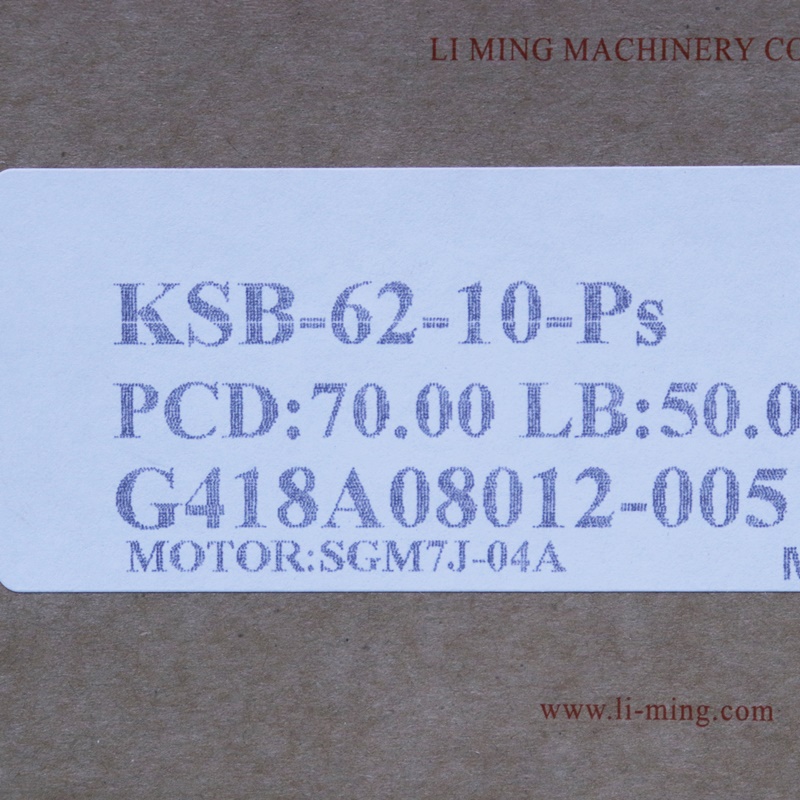 LI MING MACHINERY CO
KSB-62-10-Ps
PCD:70.00 LB:50.0
G418A08012-005
MOTOR:SGM7J-04A
www.li-ming.com